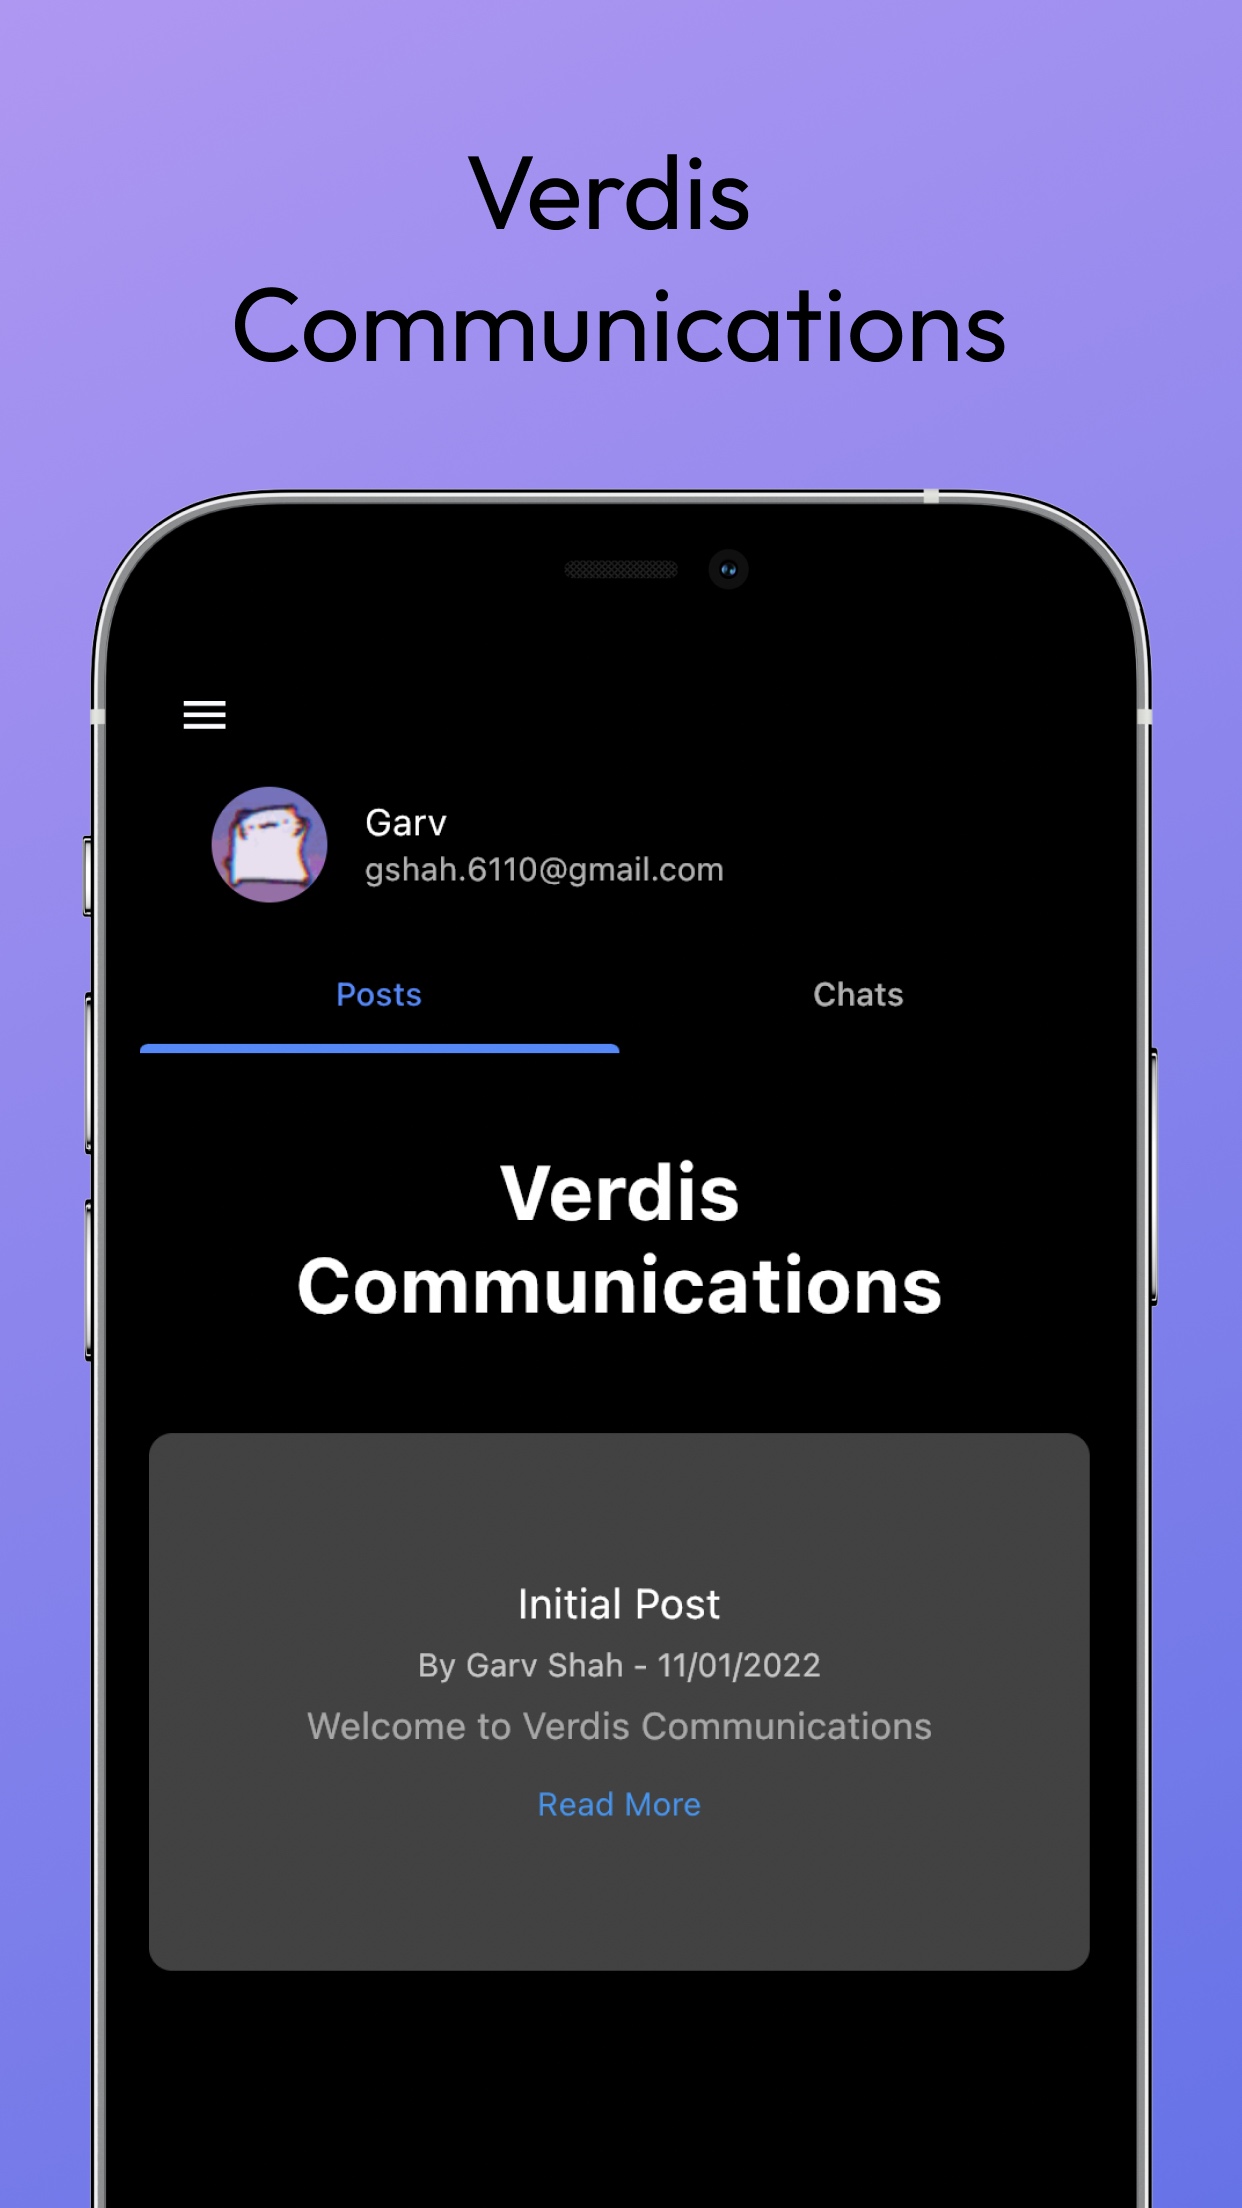 Verdis
Communications
Garv
gshah.6110@gmail.com
Posts
Chats
Verdis
Communications
Initial Post
By Garv Shah - 11/01/2022
Welcome to Verdis Communications
Read More